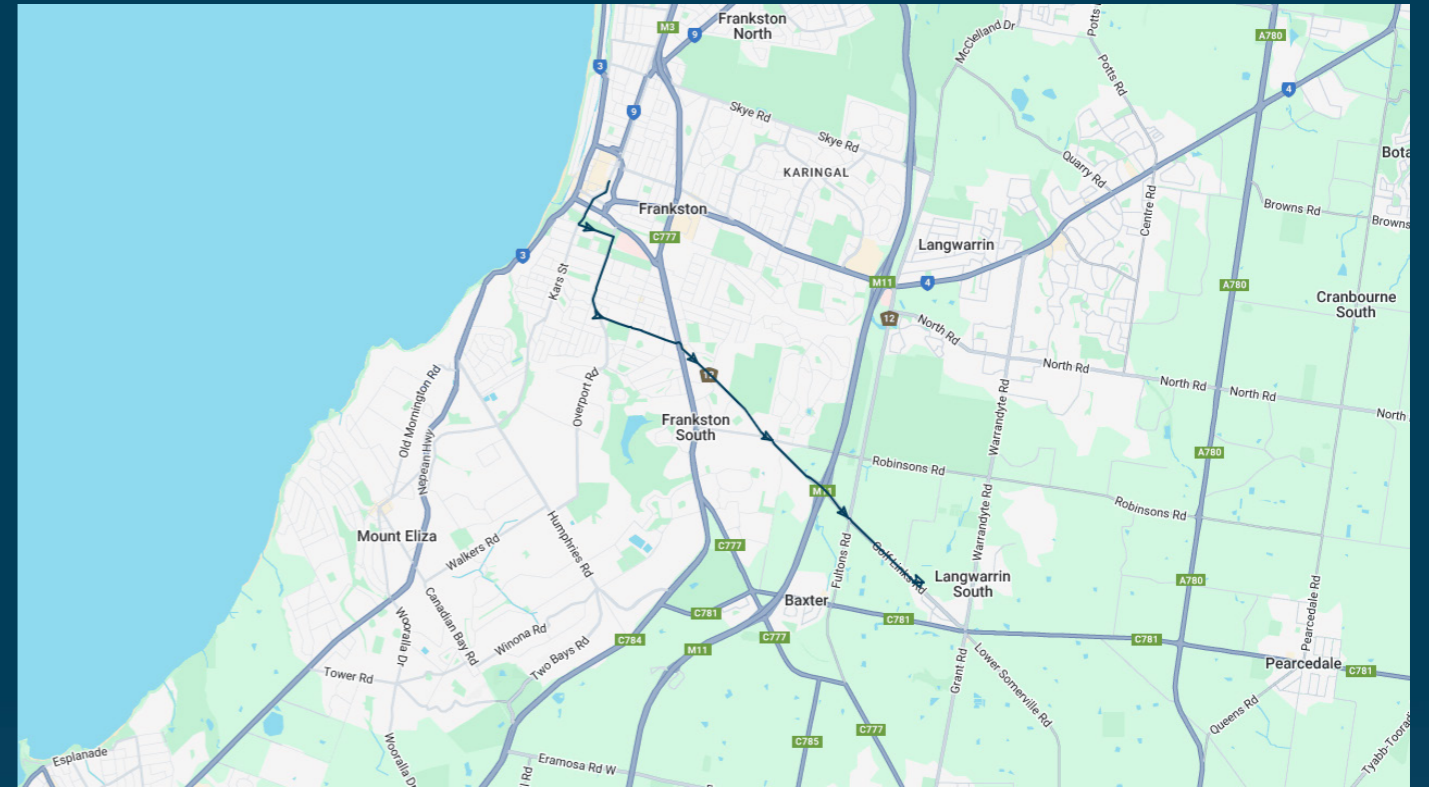 Frankston
North
M3
9
3
9
McClelland Dr
Potts
Potts Rd
A780
4
Skye Rd
Skye Rd
KARINGAL
Quarry Rd
Centre Rd
Bota
Browns Rd
Browns
Frankston
C777
Langwarrin
3
Kars St
M11
4
A780
Cranbourne
South
12
North Rd
North Rd
North Rd
North Rd
North
Old Mornington Rd
Overport Rd
Warrandyte Rd
Frankston
South
Nepean Hwy
A780
Robinsons Rd
Robinsons Rd
Warrandyte Rd
Mount Eliza
Walkers Rd
Humphries Rd
C777
Fultons Rd
Golf Links Rd
Langwarrin
South
A780
Pearcedale Rd
Baxter
Canadian Bay Rd
Wooralla Dr
Winona Rd
Two Bays Rd
C781
C784
C777
M11
C781
C781
Tower Rd
Grant Rd
Lower Somerville Rd
Pearcedale
C781
Queens Rd
Esplanade
C785
C777
Eramosa Rd W